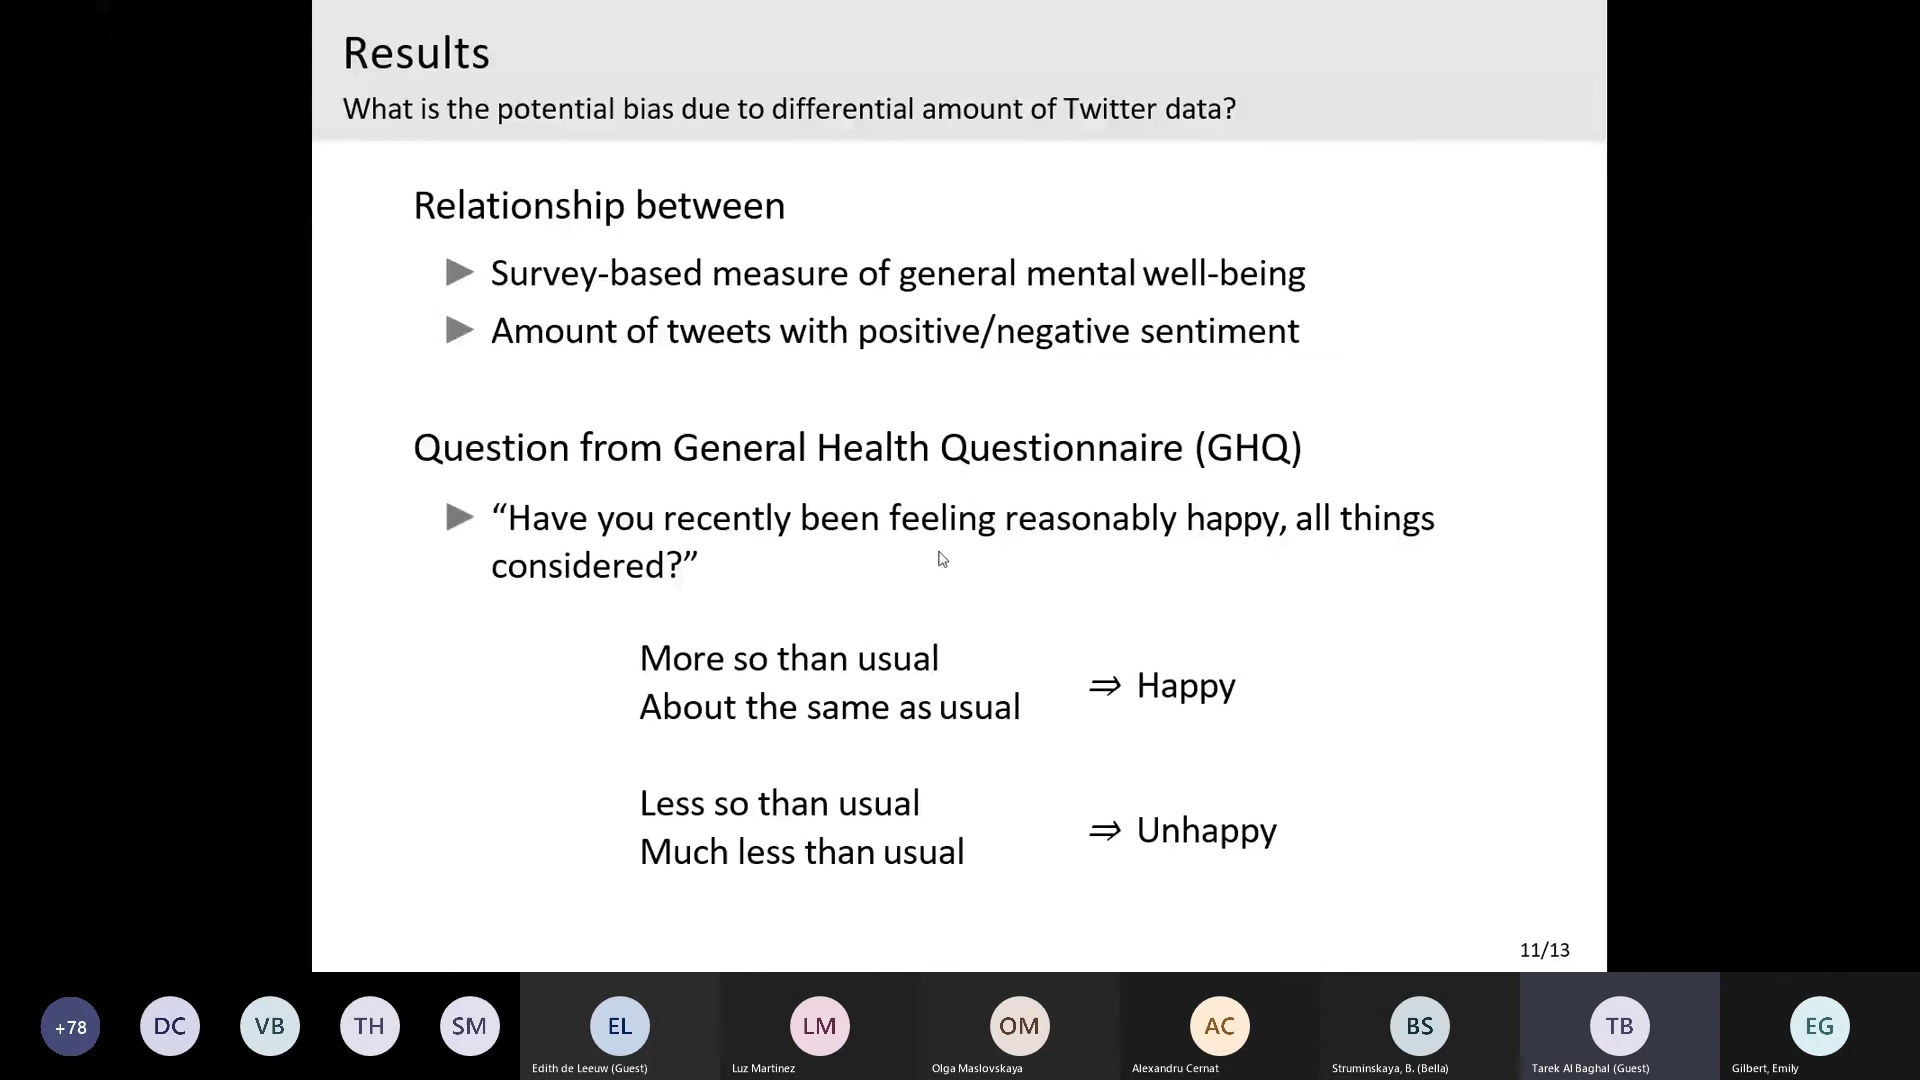 Results
What is the potential bias due to differential amount of Twitter data?
Relationship between
Survey-based measure of general mental well-being
Amount of tweets with positive/negative sentiment
Question from General Health Questionnaire (GHQ)
“Have you recently been feeling reasonably happy, all things
considered?”
More so than usual
About the same as usual
⇒ Happy
Less so than usual
Much less than usual
⇒ Unhappy
11/13
+78
DC
VB
TH
SM
EL
LM
OM
AC
BS
TB
EG
Edith de Leeuw (Guest)
Luz Martinez
Olga Maslovskaya
Alexandru Cernat
Struminskaya, B. (Bella)
Tarek Al Baghal (Guest)
Gilbert, Emily